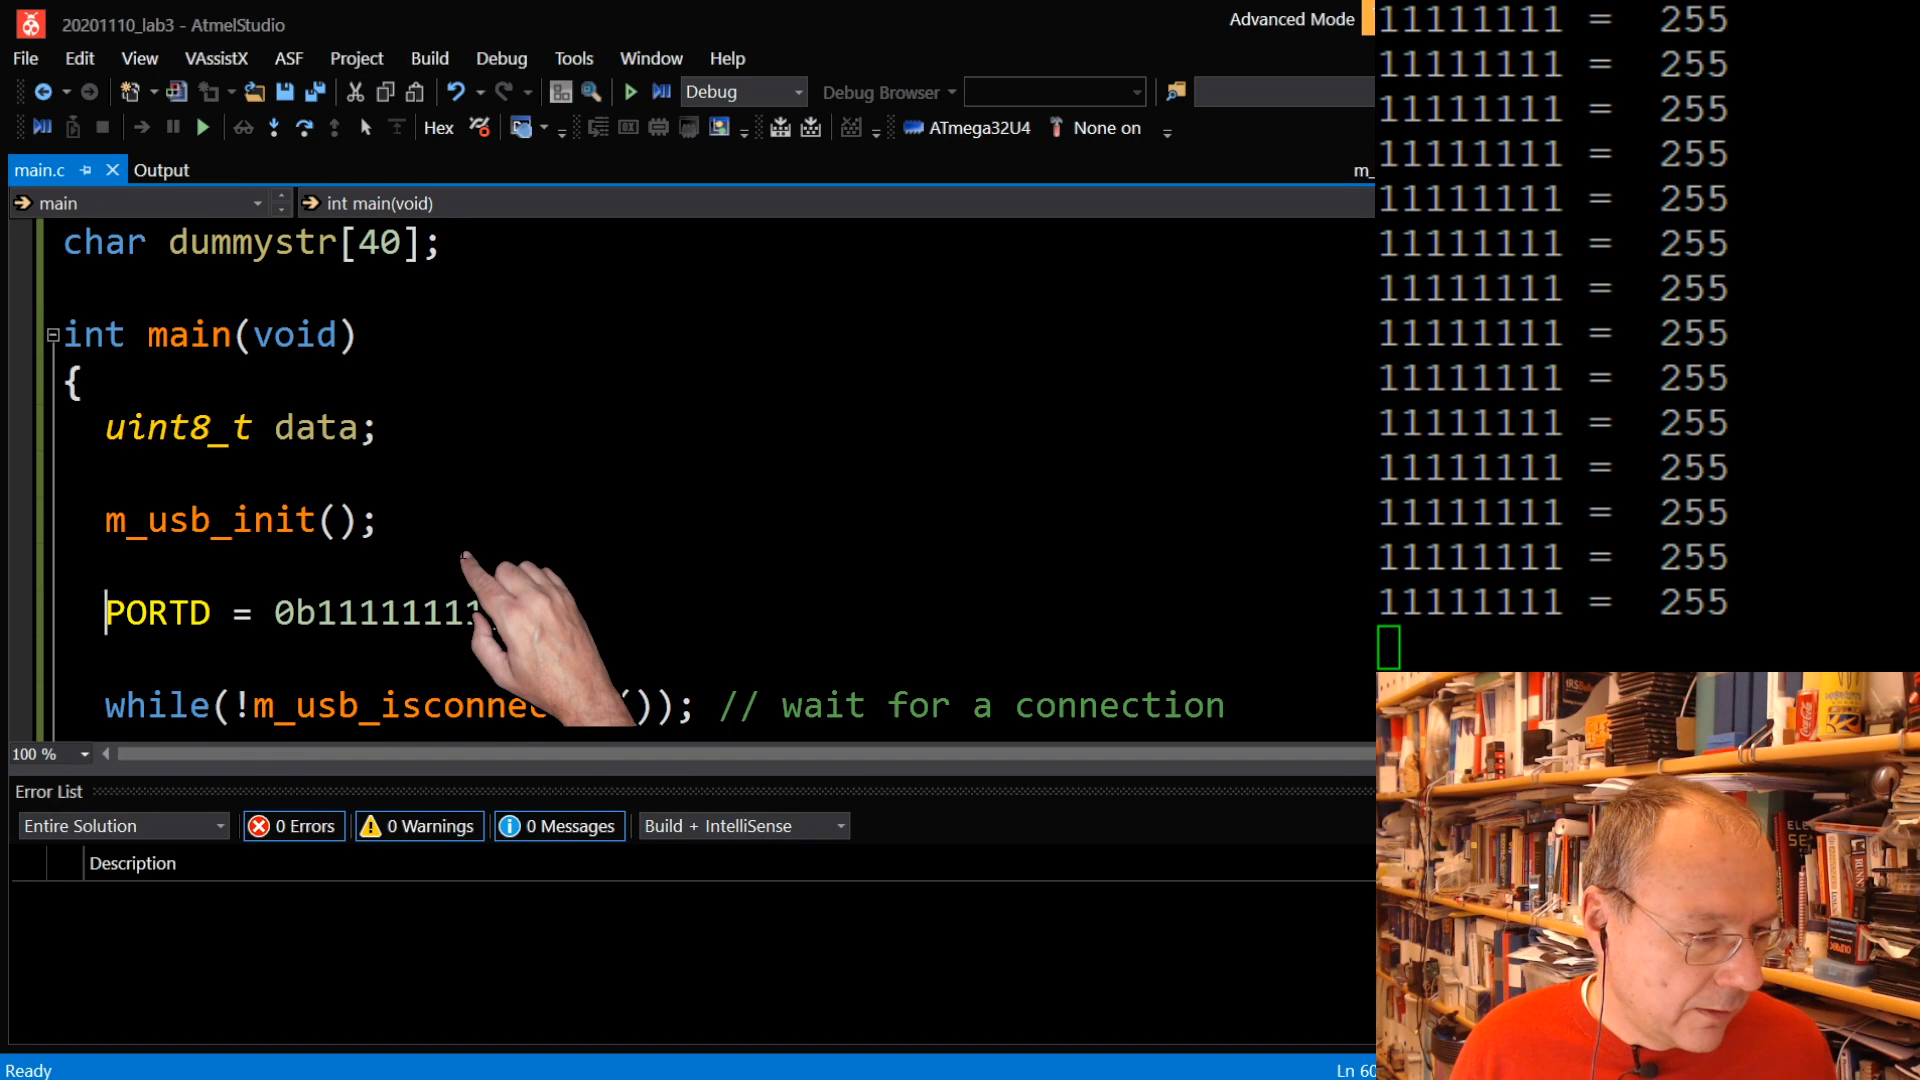 20201110_lab3 - AtmelStudio
Advanced Mode
File Edit View VAssistX ASF Project Build Debug Tools Window Help
Debug
Debug Browser
Hex
ATmega32U4
None on
main.c
Output
m_
main
int main(void)
char dummystr[40];
int main(void)
{
uint8_t data;
m_usb_init();
PORTD = 0b1111111
while(!m_usb_isconnec ()); // wait for a connection
100 %
Error List
Entire Solution
0 Errors
0 Warnings
0 Messages
Build + IntelliSense
Description
Ready
Ln 60
11111111 = 255
11111111 = 255
11111111 = 255
11111111 = 255
11111111 = 255
11111111 = 255
11111111 = 255
11111111 = 255
11111111 = 255
11111111 = 255
11111111 = 255
11111111 = 255
11111111 = 255
11111111 = 255